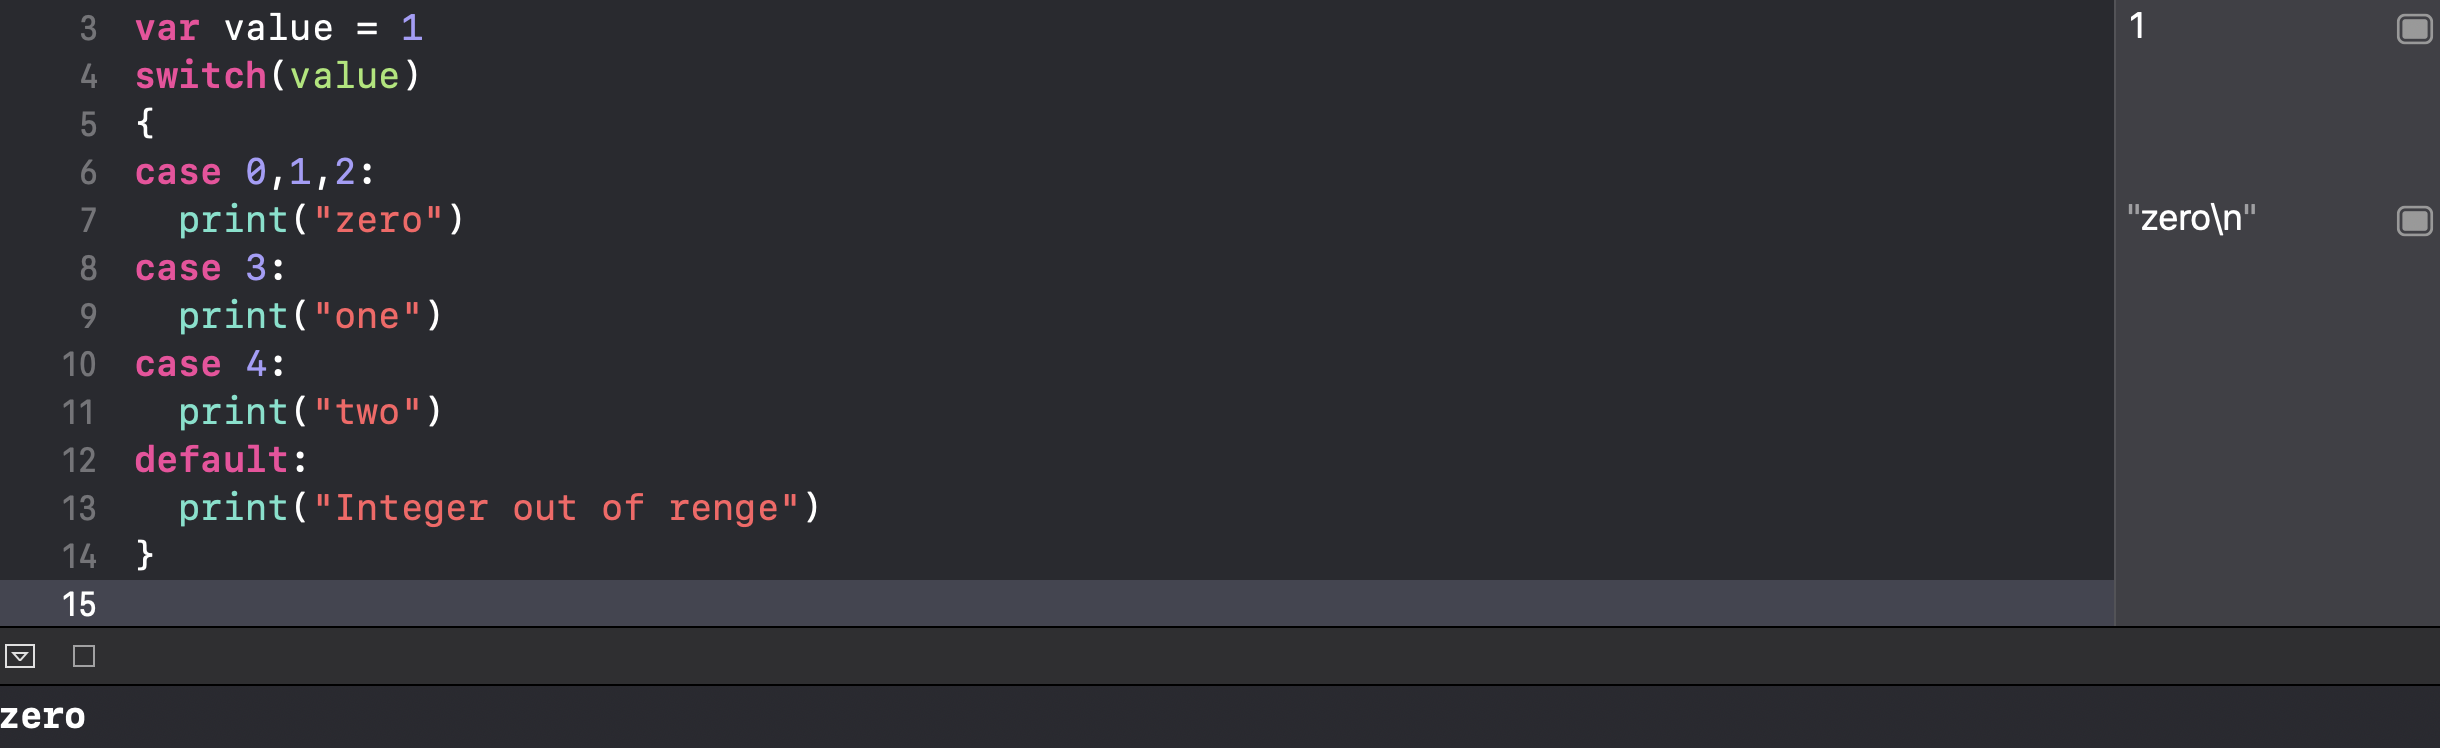 3 var value = 1 1
4 switch(value)
5 {
6 case 0,1,2:
7 print("zero") "zero\n"
8 case 3:
9 print("one")
10 case 4:
11 print("two")
12 default:
13 print("Integer out of renge")
14 }
15
zero